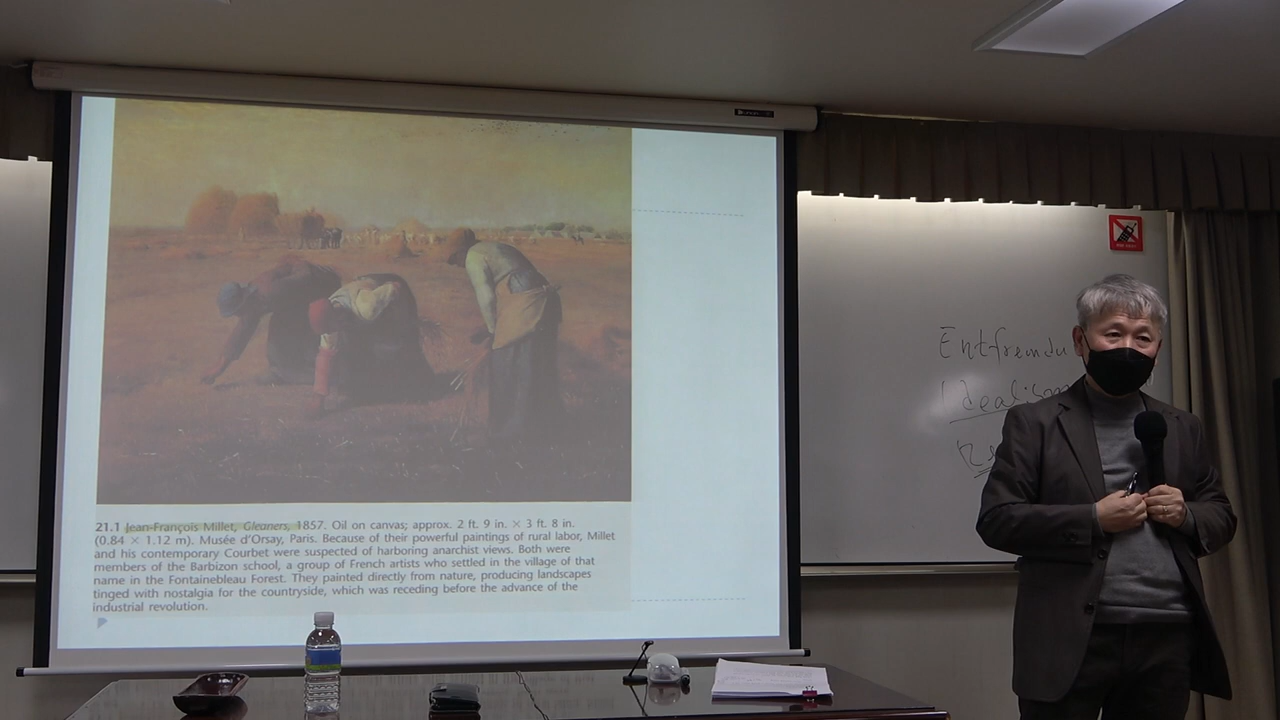 21.1 Jean-François Millet, Gleaners, 1857. Oil on canvas; approx. 2 ft. 9 in. × 3 ft. 8 in.
(0.84 × 1.12 m). Musée d'Orsay, Paris. Because of their powerful paintings of rural labor, Millet
and his contemporary Courbet were suspected of harboring anarchist views. Both were
members of the Barbizon school, a group of French artists who settled in the village of that
name in the Fontainebleau Forest. They painted directly from nature, producing landscapes
tinged with nostalgia for the countryside, which was receding before the advance of the
industrial revolution.
Entfremdu
Idealism